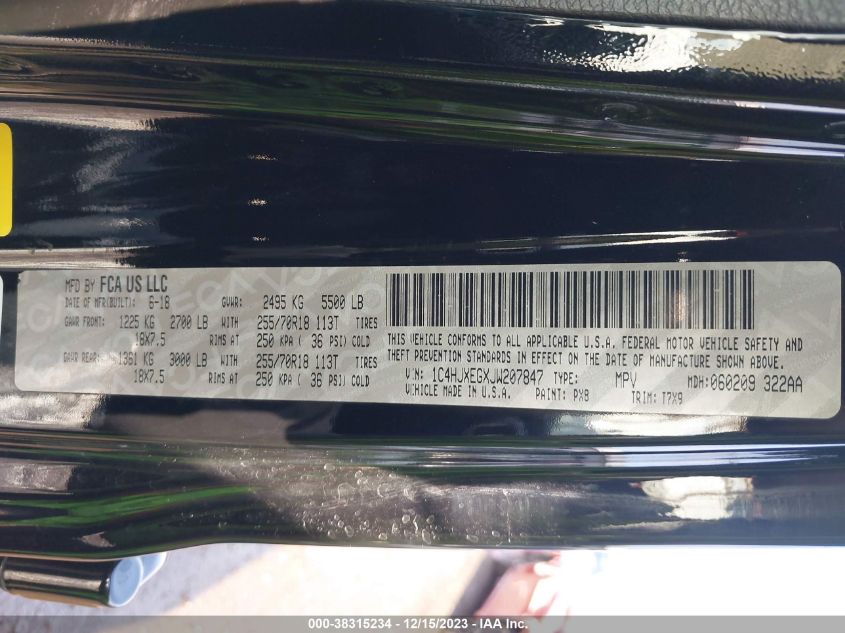 MFD BY FCA US LLC
DATE OF MFR(BUILT): 6-18 GVWR: 2495 KG 5500 LB
GAWR FRONT: 1225 KG 2700 LB WITH 255/70R18 113T TIRES
18X7.5 RIMS AT 250 KPA ( 36 PSI) COLD
GAWR REAR: 1361 KG 3000 LB WITH 255/70R18 113T TIRES
18X7.5 RIMS AT 250 KPA ( 36 PSI) COLD
THIS VEHICLE CONFORMS TO ALL APPLICABLE U.S.A. FEDERAL MOTOR VEHICLE SAFETY AND
THEFT PREVENTION STANDARDS IN EFFECT ON THE DATE OF MANUFACTURE SHOWN ABOVE.
VIN: 1C4HJXEGXJW207847 TYPE: MPV MDH: 060209 322AA
VEHICLE MADE IN U.S.A. PAINT: PX8 TRIM: T7X9
000-38315234 - 12/15/2023 - IAA Inc.